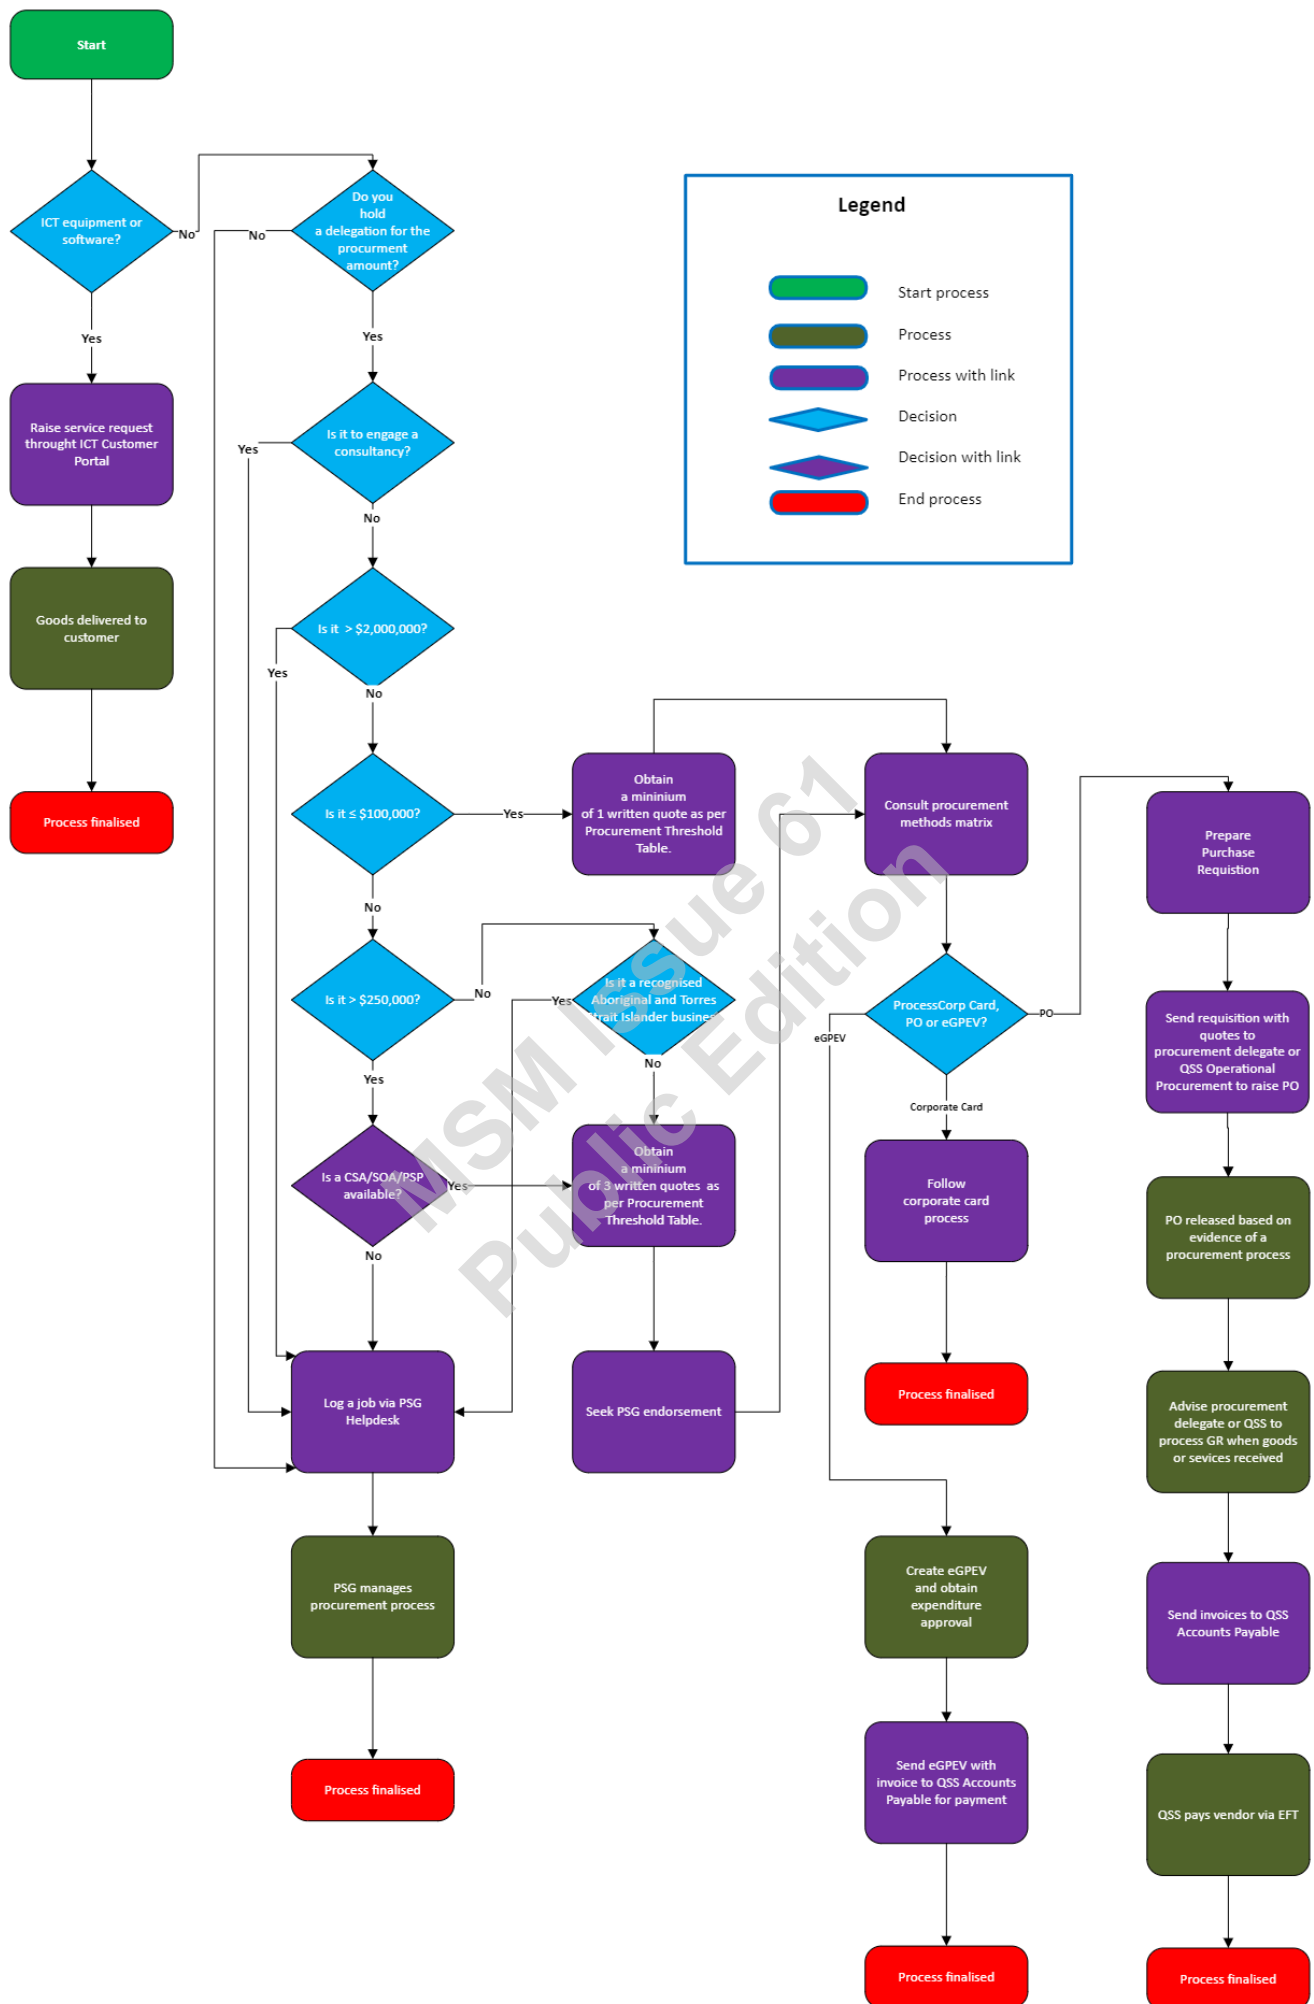 Start
ICT equipment or
software?
No
Yes
Raise service request
throught ICT Customer
Portal
Goods delivered to
customer
Process finalised
Do you
hold
a delegation for the
procurment
amount?
No
Yes
Is it to engage a
consultancy?
Yes
No
Is it > $2,000,000?
Yes
No
Is it ≤ $100,000?
Yes
No
Is it > $250,000?
No
Yes
Is a CSA/SOA/PSP
available?
Yes
No
Log a job via PSG
Helpdesk
PSG manages
procurement process
Process finalised
Obtain
a mininium
of 1 written quote as per
Procurement Threshold
Table.
Is it a recognised
Aboriginal and Torres
Strait Islander business
Yes
No
Obtain
a mininium
of 3 written quotes as
per Procurement
Threshold Table.
Seek PSG endorsement
Legend
Start process
Process
Process with link
Decision
Decision with link
End process
Consult procurement
methods matrix
ProcessCorp Card,
PO or eGPEV?
eGPEV
PO
Corporate Card
Follow
corporate card
process
Process finalised
Create eGPEV
and obtain
expenditure
approval
Send eGPEV with
invoice to QSS Accounts
Payable for payment
Process finalised
Prepare
Purchase
Requistion
Send requisition with
quotes to
procurement delegate or
QSS Operational
Procurement to raise PO
PO released based on
evidence of a
procurement process
Advise procurement
delegate or QSS to
process GR when goods
or sevices received
Send invoices to QSS
Accounts Payable
QSS pays vendor via EFT
Process finalised
MSM Issue 61
Public Edition